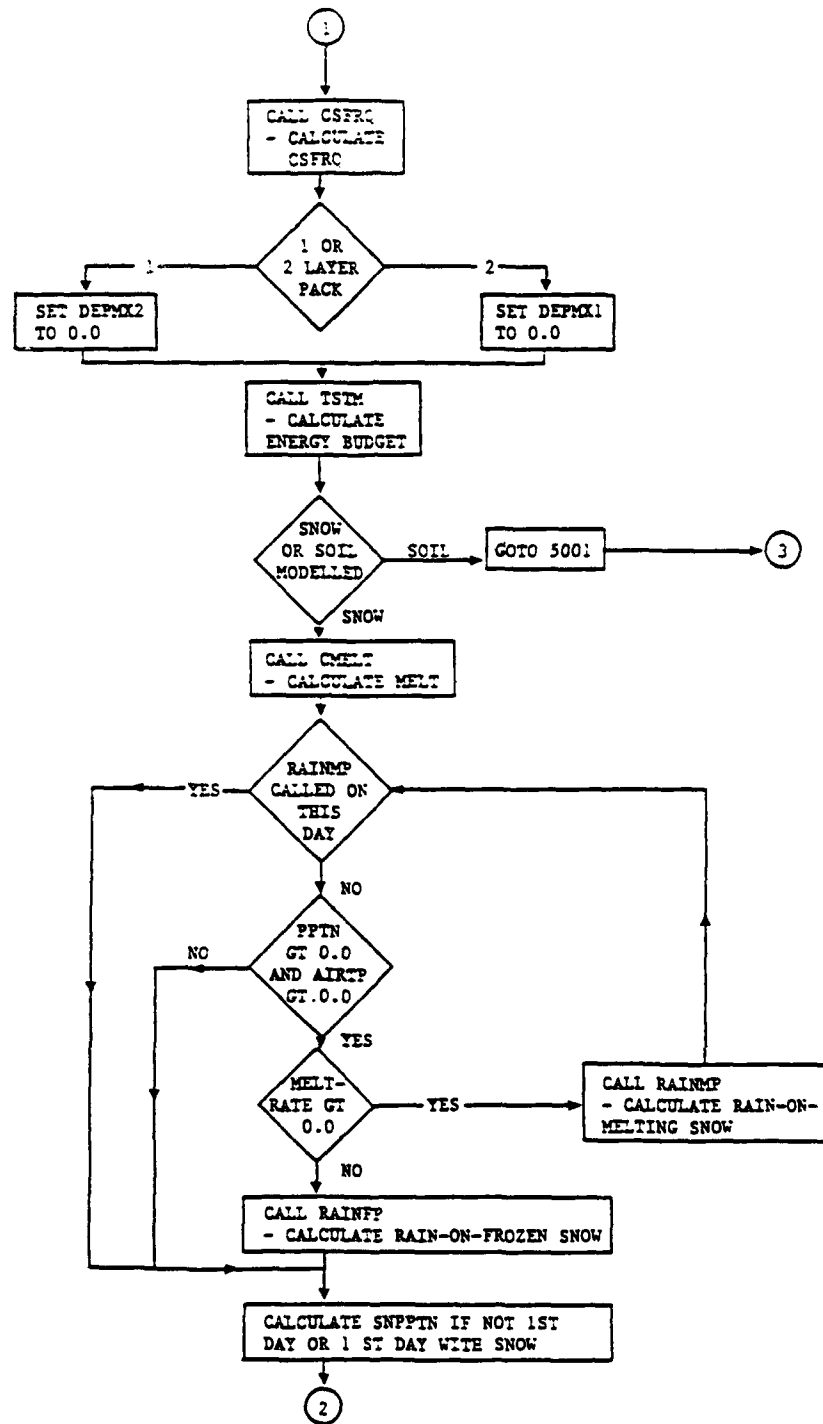 1
CALL CSFRQ
- CALCULATE
CSFRQ
1 OR
2 LAYER
PACK
1
2
SET DEPMX2
TO 0.0
SET DEPMX1
TO 0.0
CALL TSTM
- CALCULATE
ENERGY BUDGET
SNOW
OR SOIL
MODELLED
SOIL
GOTO 5001
3
SNOW
CALL CMELT
- CALCULATE MELT
RAINMP
CALLED ON
THIS
DAY
YES
NO
PPTN
GT 0.0
AND AIRTP
GT.0.0
NO
YES
MELT-
RATE GT
0.0
YES
CALL RAINMP
- CALCULATE RAIN-ON-
MELTING SNOW
NO
CALL RAINFP
- CALCULATE RAIN-ON-FROZEN SNOW
CALCULATE SNPPTN IF NOT 1ST
DAY OR 1 ST DAY WITH SNOW
2